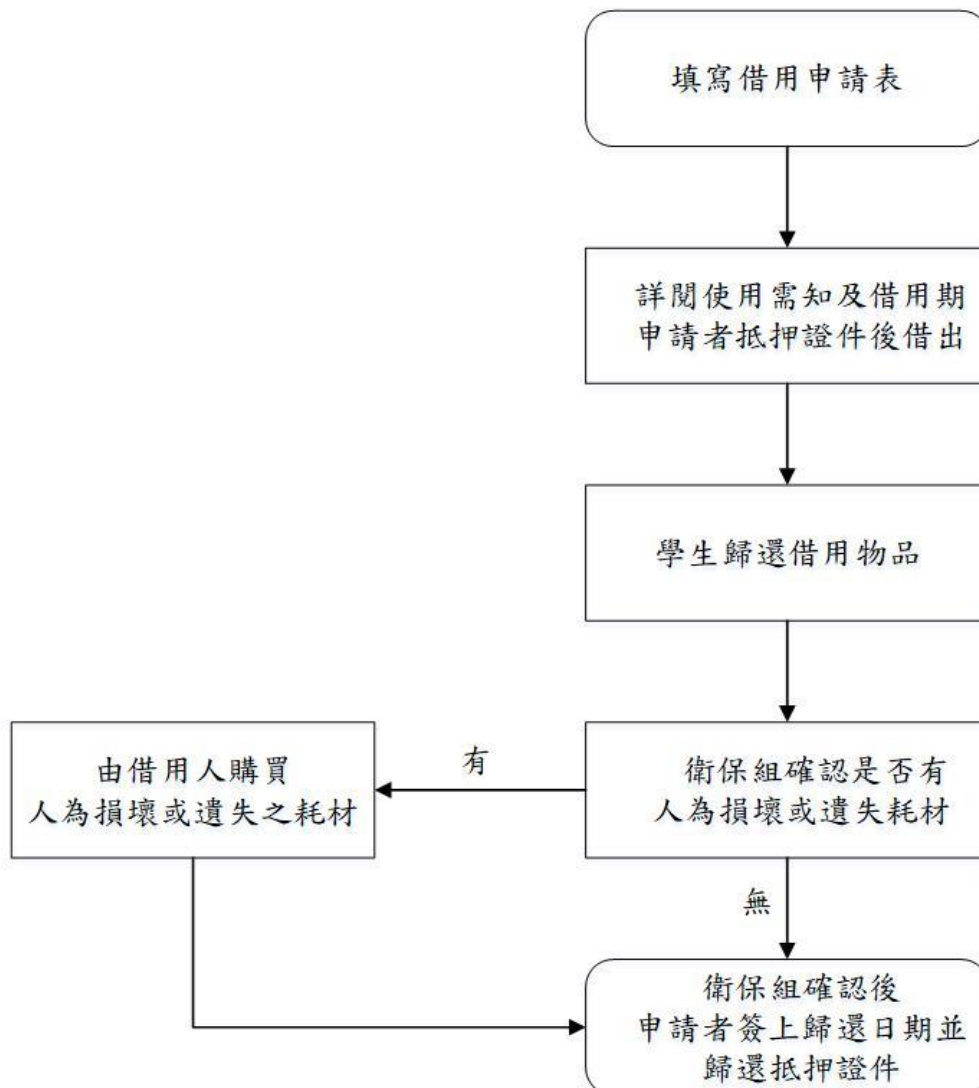 填寫借用申請表
詳閱使用需知及借用期
申請者抵押證件後借出
學生歸還借用物品
衛保組確認是否有
人為損壞或遺失耗材
有
由借用人購買
人為損壞或遺失之耗材
無
衛保組確認後
申請者簽上歸還日期並
歸還抵押證件